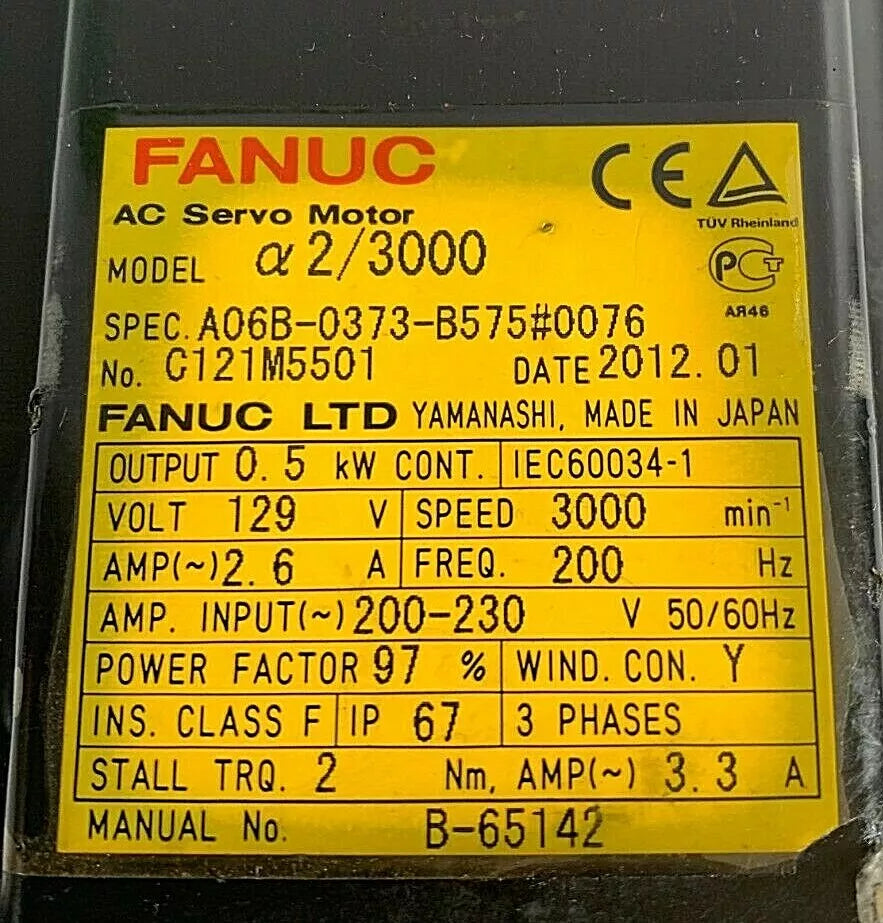 FANUC
CE
TÜV Rheinland
AC Servo Motor
MODEL α2/3000
РСТ
АЯ46
SPEC. A06B-0373-B575#0076
No. C121M5501 DATE 2012.01
FANUC LTD YAMANASHI, MADE IN JAPAN
OUTPUT 0.5 kW CONT. IEC60034-1
VOLT 129 V SPEED 3000 min⁻¹
AMP(~) 2.6 A FREQ. 200 Hz
AMP. INPUT(~) 200-230 V 50/60Hz
POWER FACTOR 97 % WIND. CON. Y
INS. CLASS F IP 67 3 PHASES
STALL TRQ. 2 Nm, AMP(~) 3.3 A
MANUAL No. B-65142